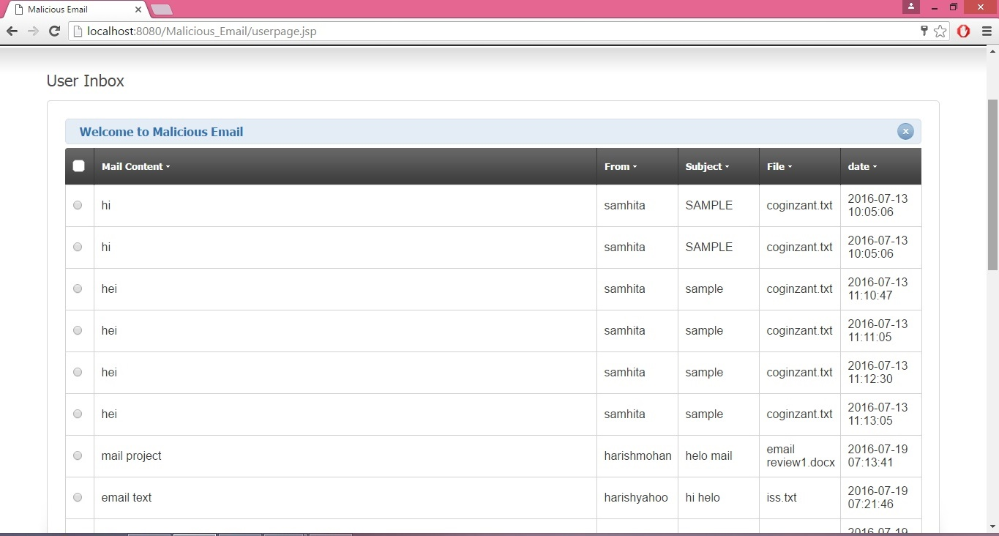 Malicious Email
localhost:8080/Malicious_Email/userpage.jsp
User Inbox
Welcome to Malicious Email
Mail Content From Subject File date
hi samhita SAMPLE coginzant.txt 2016-07-13
10:05:06
hi samhita SAMPLE coginzant.txt 2016-07-13
10:05:06
hei samhita sample coginzant.txt 2016-07-13
11:10:47
hei samhita sample coginzant.txt 2016-07-13
11:11:05
hei samhita sample coginzant.txt 2016-07-13
11:12:30
hei samhita sample coginzant.txt 2016-07-13
11:13:05
mail project harishmohan helo mail email
review1.docx 2016-07-19
07:13:41
email text harishyahoo hi helo iss.txt 2016-07-19
07:21:46
2016-07-19